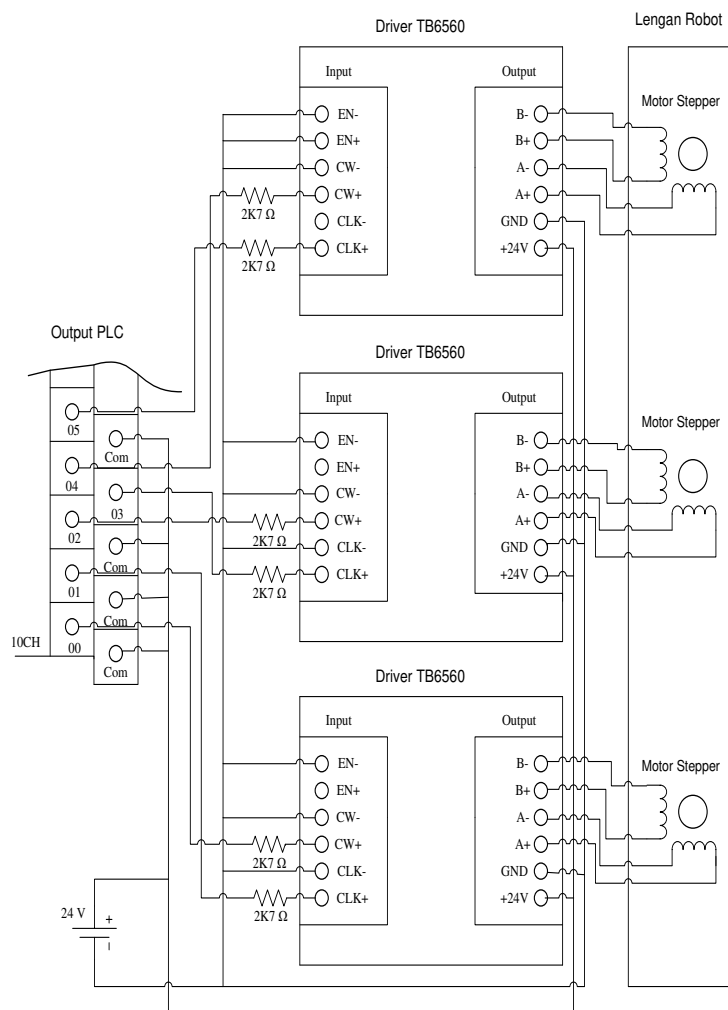 Lengan Robot
Driver TB6560
Input
Output
EN-
EN+
CW-
CW+
CLK-
CLK+
2K7 Ω
2K7 Ω
B-
B+
A-
A+
GND
+24V
Motor Stepper
Output PLC
05
04
02
01
00
Com
03
Com
Com
Com
10CH
Driver TB6560
Input
Output
EN-
EN+
CW-
CW+
CLK-
CLK+
2K7 Ω
2K7 Ω
B-
B+
A-
A+
GND
+24V
Motor Stepper
Driver TB6560
Input
Output
EN-
EN+
CW-
CW+
CLK-
CLK+
2K7 Ω
2K7 Ω
B-
B+
A-
A+
GND
+24V
Motor Stepper
24 V
+
-